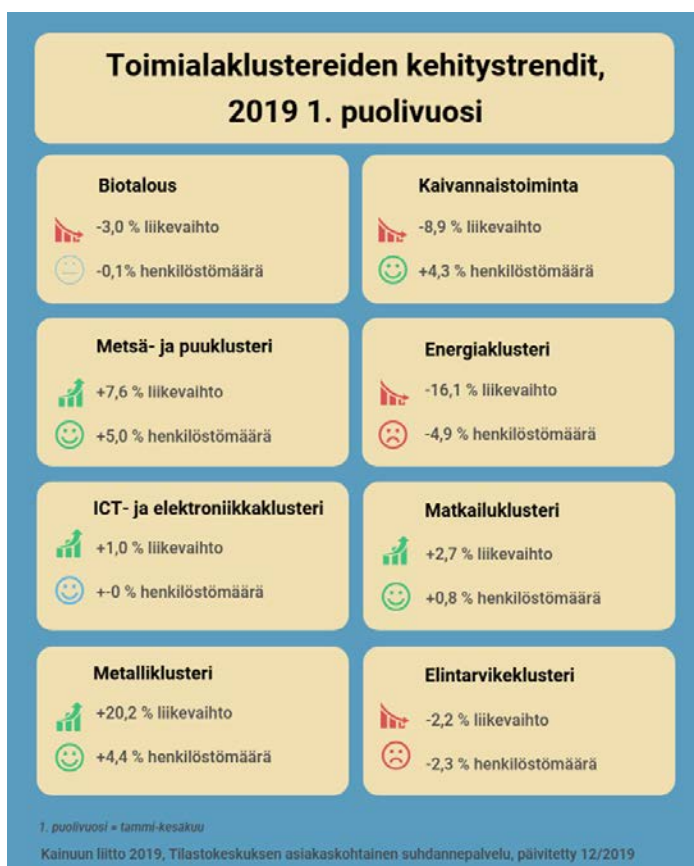 Toimialaklustereiden kehitystrendit,
2019 1. puolivuosi
Biotalous
-3,0 % liikevaihto
-0,1% henkilöstömäärä
Kaivannaistoiminta
-8,9 % liikevaihto
+4,3 % henkilöstömäärä
Metsä- ja puuklusteri
+7,6 % liikevaihto
+5,0 % henkilöstömäärä
Energiaklusteri
-16,1 % liikevaihto
-4,9 % henkilöstömäärä
ICT- ja elektroniikkaklusteri
+1,0 % liikevaihto
+-0 % henkilöstömäärä
Matkailuklusteri
+2,7 % liikevaihto
+0,8 % henkilöstömäärä
Metalliklusteri
+20,2 % liikevaihto
+4,4 % henkilöstömäärä
Elintarvikeklusteri
-2,2 % liikevaihto
-2,3 % henkilöstömäärä
1. puolivuosi = tammi-kesäkuu
Kainuun liitto 2019, Tilastokeskuksen asiakaskohtainen suhdannepalvelu, päivitetty 12/2019